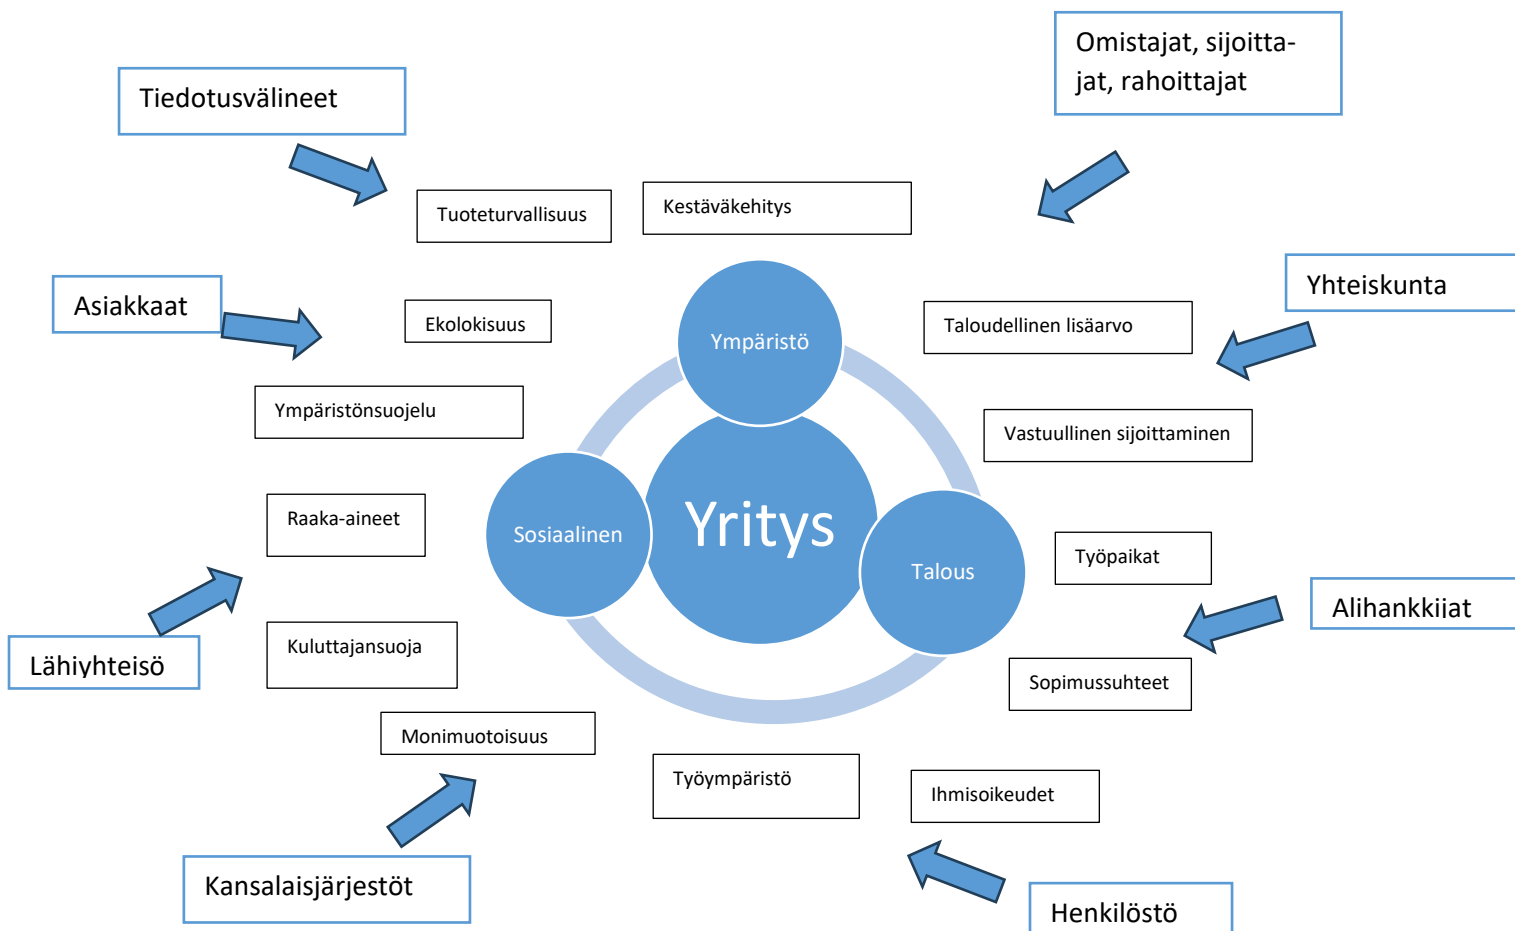 Omistajat, sijoitta-
jat, rahoittajat
Tiedotusvälineet
Tuoteturvallisuus
Kestäväkehitys
Asiakkaat
Yhteiskunta
Ekolokisuus
Ympäristö
Taloudellinen lisäarvo
Ympäristönsuojelu
Vastuullinen sijoittaminen
Raaka-aineet
Sosiaalinen
Yritys
Talous
Työpaikat
Alihankkijat
Lähiyhteisö
Kuluttajansuoja
Sopimussuhteet
Monimuotoisuus
Työympäristö
Ihmisoikeudet
Kansalaisjärjestöt
Henkilöstö